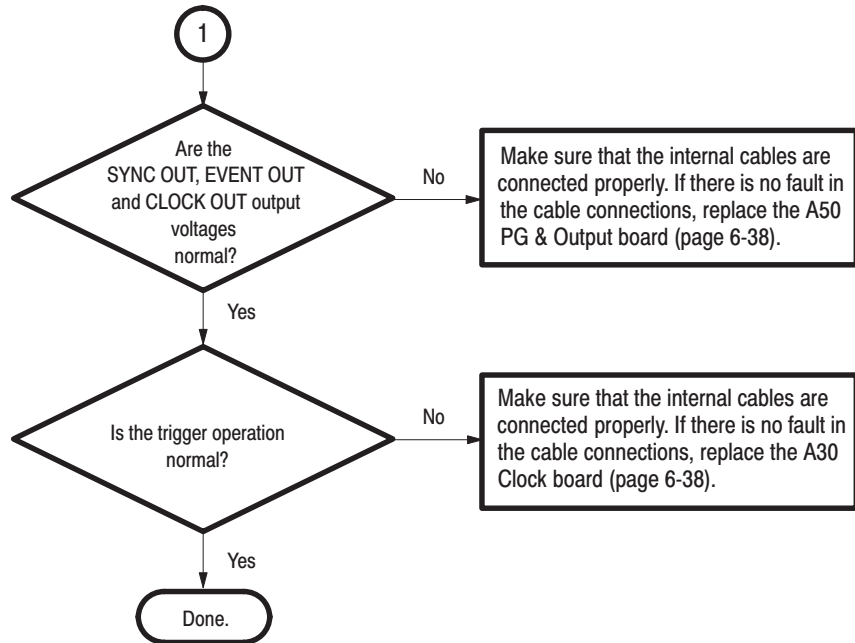 1
Are the
SYNC OUT, EVENT OUT
and CLOCK OUT output
voltages
normal?
No
Make sure that the internal cables are
connected properly. If there is no fault in
the cable connections, replace the A50
PG & Output board (page 6-38).
Yes
Is the trigger operation
normal?
No
Make sure that the internal cables are
connected properly. If there is no fault in
the cable connections, replace the A30
Clock board (page 6-38).
Yes
Done.